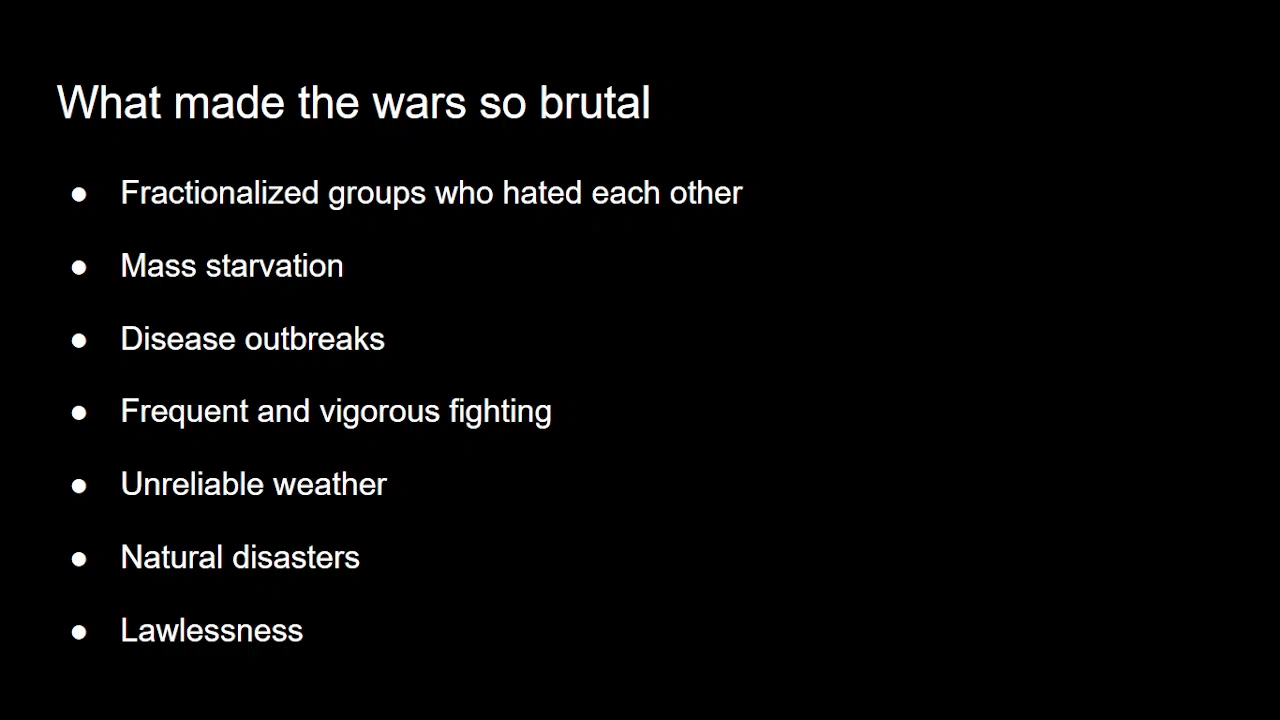 What made the wars so brutal
● Fractionalized groups who hated each other
● Mass starvation
● Disease outbreaks
● Frequent and vigorous fighting
● Unreliable weather
● Natural disasters
● Lawlessness